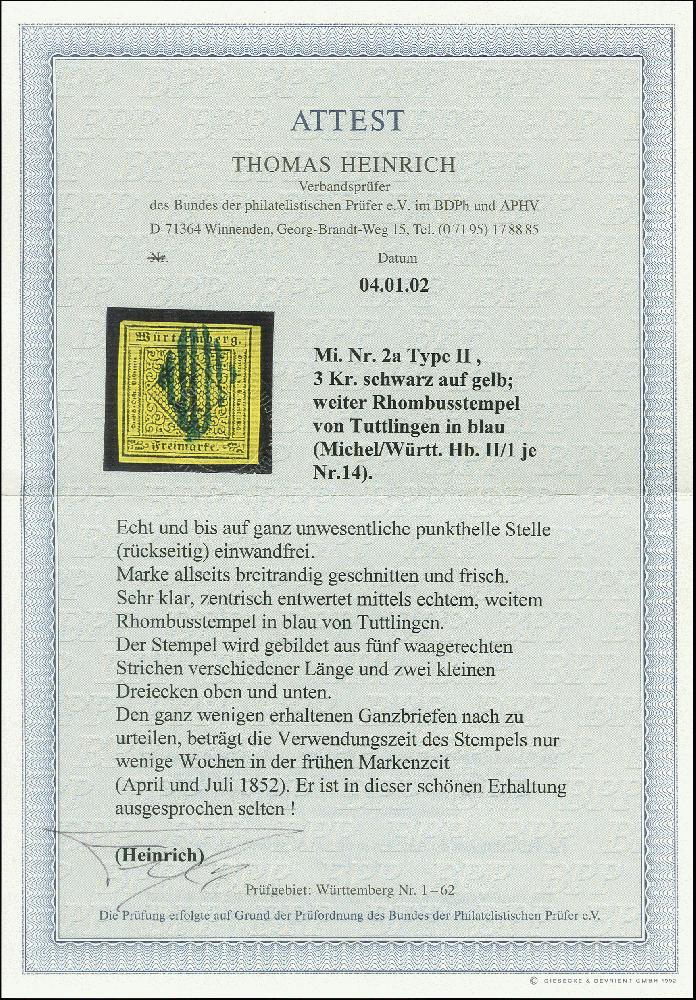 ATTEST
THOMAS HEINRICH
Verbandsprüfer
des Bundes der philatelistischen Prüfer e.V. im BDPh und APHV
D-71364 Winnenden, Georg-Brandt-Weg 15, Tel. (0 71 95) 17 88 85
Nr.
Datum
04.01.02
Württemberg.
Freimarke.
Mi. Nr. 2a Type II ,
3 Kr. schwarz auf gelb;
weiter Rhombusstempel
von Tuttlingen in blau
(Michel/Württ. Hb. II/1 je
Nr.14).
Echt und bis auf ganz unwesentliche punkthelle Stelle
(rückseitig) einwandfrei.
Marke allseits breitrandig geschnitten und frisch.
Sehr klar, zentrisch entwertet mittels echtem, weitem
Rhombusstempel in blau von Tuttlingen.
Der Stempel wird gebildet aus fünf waagerechten
Strichen verschiedener Länge und zwei kleinen
Dreiecken oben und unten.
Den ganz wenigen erhaltenen Ganzbriefen nach zu
urteilen, beträgt die Verwendungszeit des Stempels nur
wenige Wochen in der frühen Markenzeit
(April und Juli 1852). Er ist in dieser schönen Erhaltung
ausgesprochen selten !
(Heinrich)
Prüfgebiet: Württemberg Nr. 1–62
Die Prüfung erfolgte auf Grund der Prüfordnung des Bundes der Philatelistischen Prüfer e.V.
© GIESECKE & DEVRIENT GMBH 1992